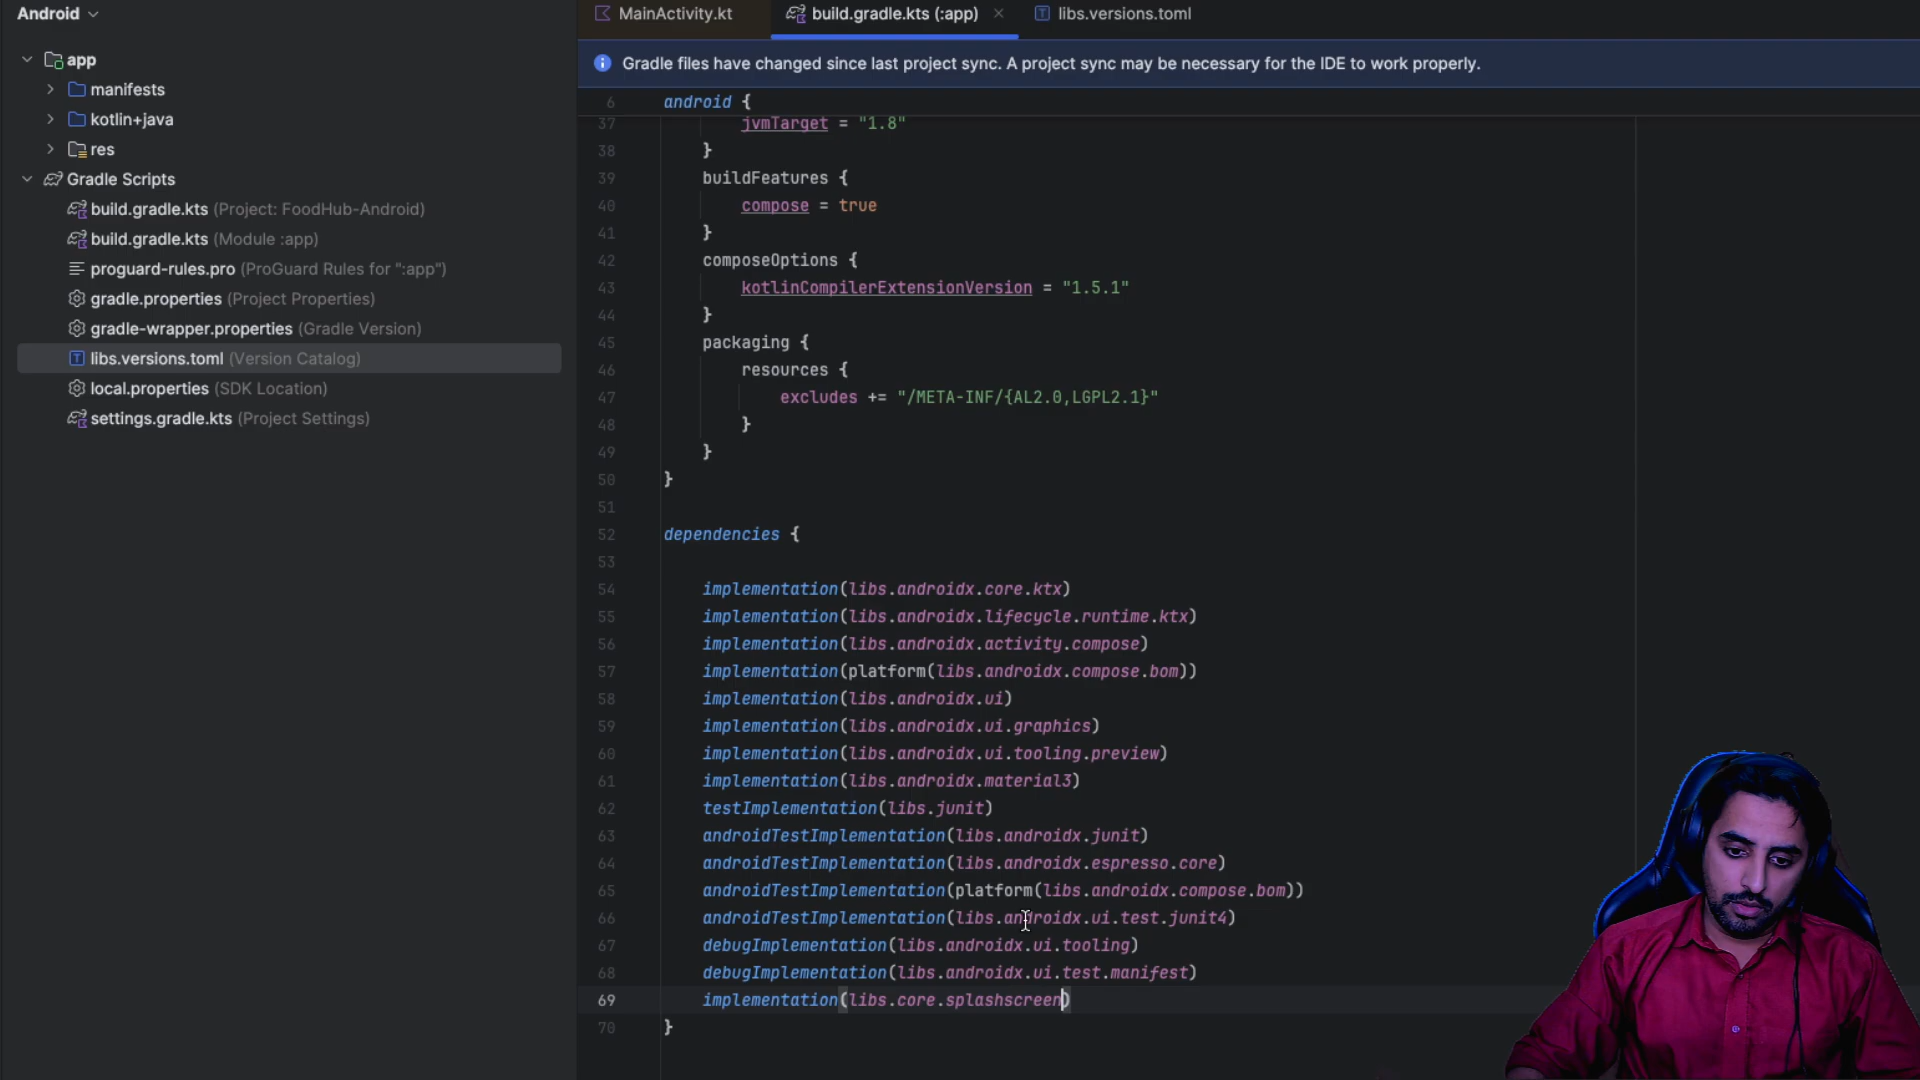 Android
app
manifests
kotlin+java
res
Gradle Scripts
build.gradle.kts (Project: FoodHub-Android)
build.gradle.kts (Module :app)
proguard-rules.pro (ProGuard Rules for ":app")
gradle.properties (Project Properties)
gradle-wrapper.properties (Gradle Version)
libs.versions.toml (Version Catalog)
local.properties (SDK Location)
settings.gradle.kts (Project Settings)
MainActivity.kt build.gradle.kts (:app) libs.versions.toml
Gradle files have changed since last project sync. A project sync may be necessary for the IDE to work properly.
6 android {
37 jvmTarget = "1.8"
38 }
39 buildFeatures {
40 compose = true
41 }
42 composeOptions {
43 kotlinCompilerExtensionVersion = "1.5.1"
44 }
45 packaging {
46 resources {
47 excludes += "/META-INF/{AL2.0,LGPL2.1}"
48 }
49 }
50 }
51
52 dependencies {
53
54 implementation(libs.androidx.core.ktx)
55 implementation(libs.androidx.lifecycle.runtime.ktx)
56 implementation(libs.androidx.activity.compose)
57 implementation(platform(libs.androidx.compose.bom))
58 implementation(libs.androidx.ui)
59 implementation(libs.androidx.ui.graphics)
60 implementation(libs.androidx.ui.tooling.preview)
61 implementation(libs.androidx.material3)
62 testImplementation(libs.junit)
63 androidTestImplementation(libs.androidx.junit)
64 androidTestImplementation(libs.androidx.espresso.core)
65 androidTestImplementation(platform(libs.androidx.compose.bom))
66 androidTestImplementation(libs.androidx.ui.test.junit4)
67 debugImplementation(libs.androidx.ui.tooling)
68 debugImplementation(libs.androidx.ui.test.manifest)
69 implementation(libs.core.splashscreen)
70 }